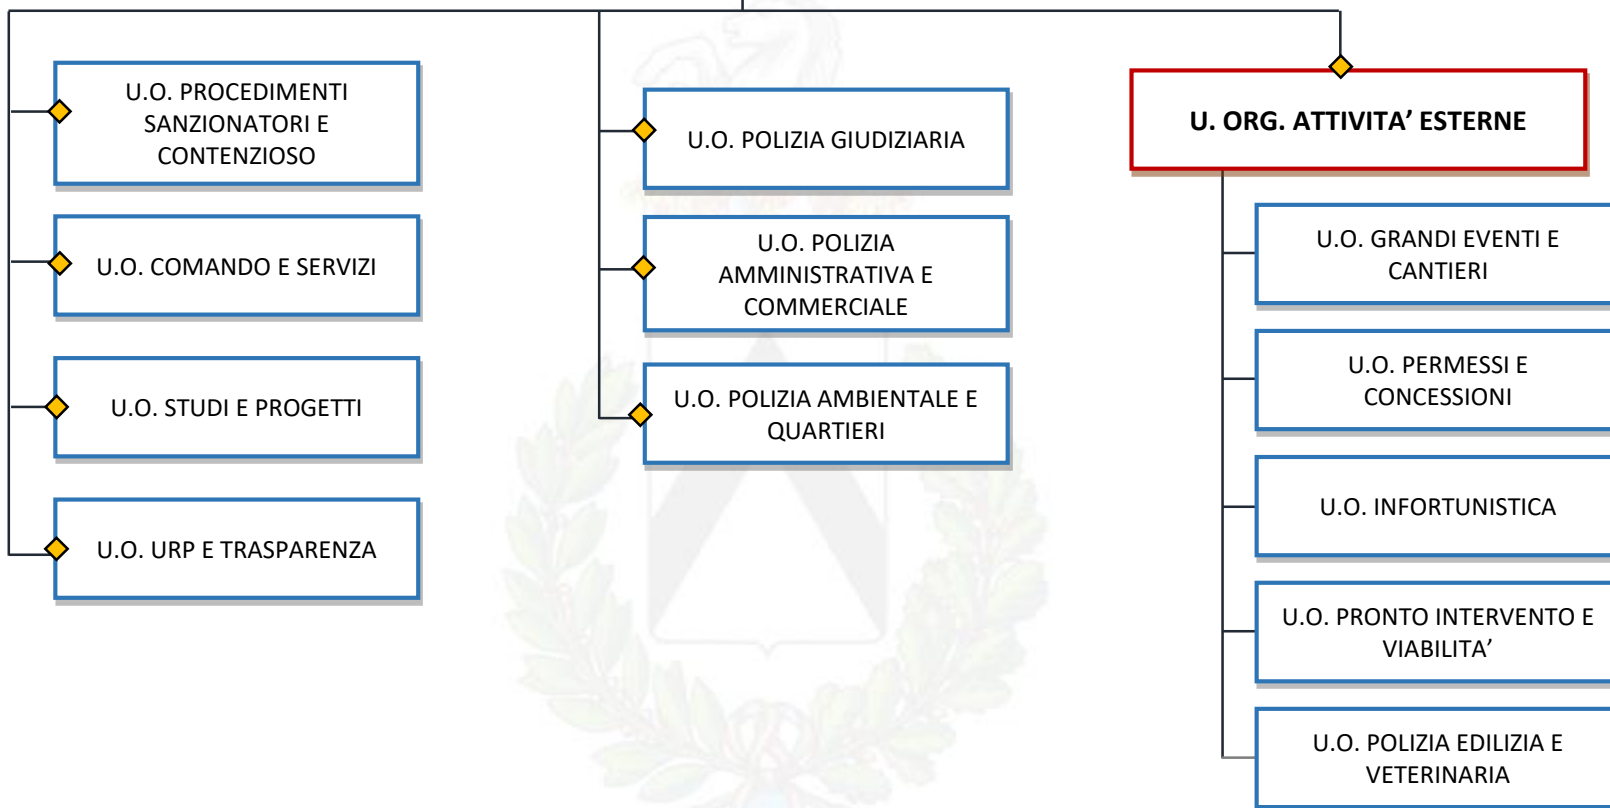 U.O. PROCEDIMENTI
SANZIONATORI E
CONTENZIOSO
U.O. COMANDO E SERVIZI
U.O. STUDI E PROGETTI
U.O. URP E TRASPARENZA
U.O. POLIZIA GIUDIZIARIA
U.O. POLIZIA
AMMINISTRATIVA E
COMMERCIALE
U.O. POLIZIA AMBIENTALE E
QUARTIERI
U. ORG. ATTIVITA’ ESTERNE
U.O. GRANDI EVENTI E
CANTIERI
U.O. PERMESSI E
CONCESSIONI
U.O. INFORTUNISTICA
U.O. PRONTO INTERVENTO E
VIABILITA’
U.O. POLIZIA EDILIZIA E
VETERINARIA